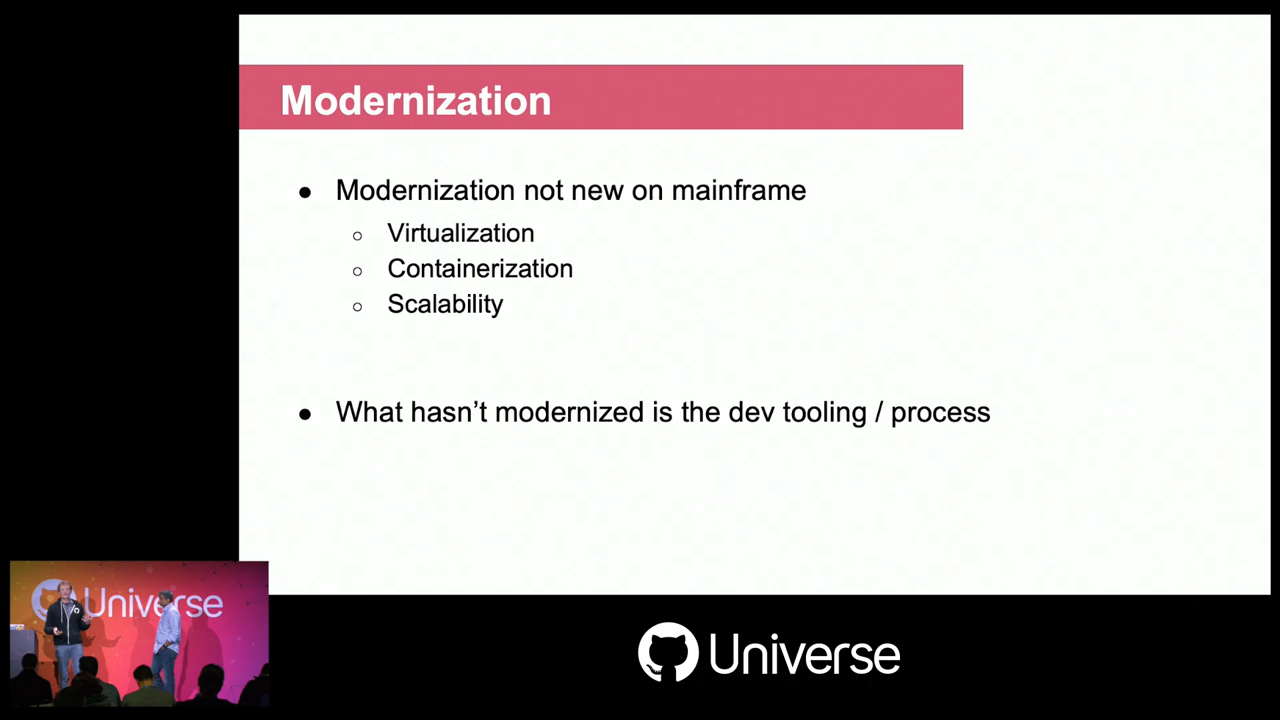 Modernization
● Modernization not new on mainframe
○ Virtualization
○ Containerization
○ Scalability
● What hasn’t modernized is the dev tooling / process
Universe
Universe